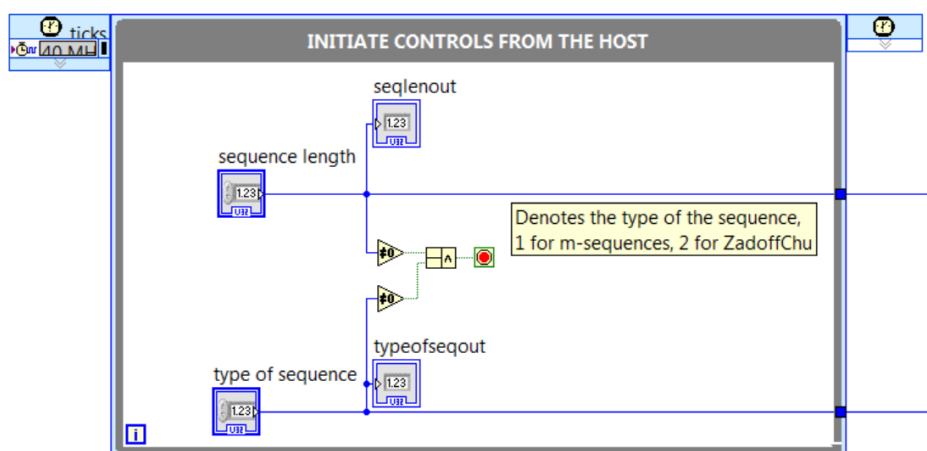 ticks
40 MH
INITIATE CONTROLS FROM THE HOST
seqlenout
1.23
U32
sequence length
1.23
U32
Denotes the type of the sequence,
1 for m-sequences, 2 for ZadoffChu
≠0
∧
≠0
typeofseqout
1.23
U32
type of sequence
1.23
U32
i